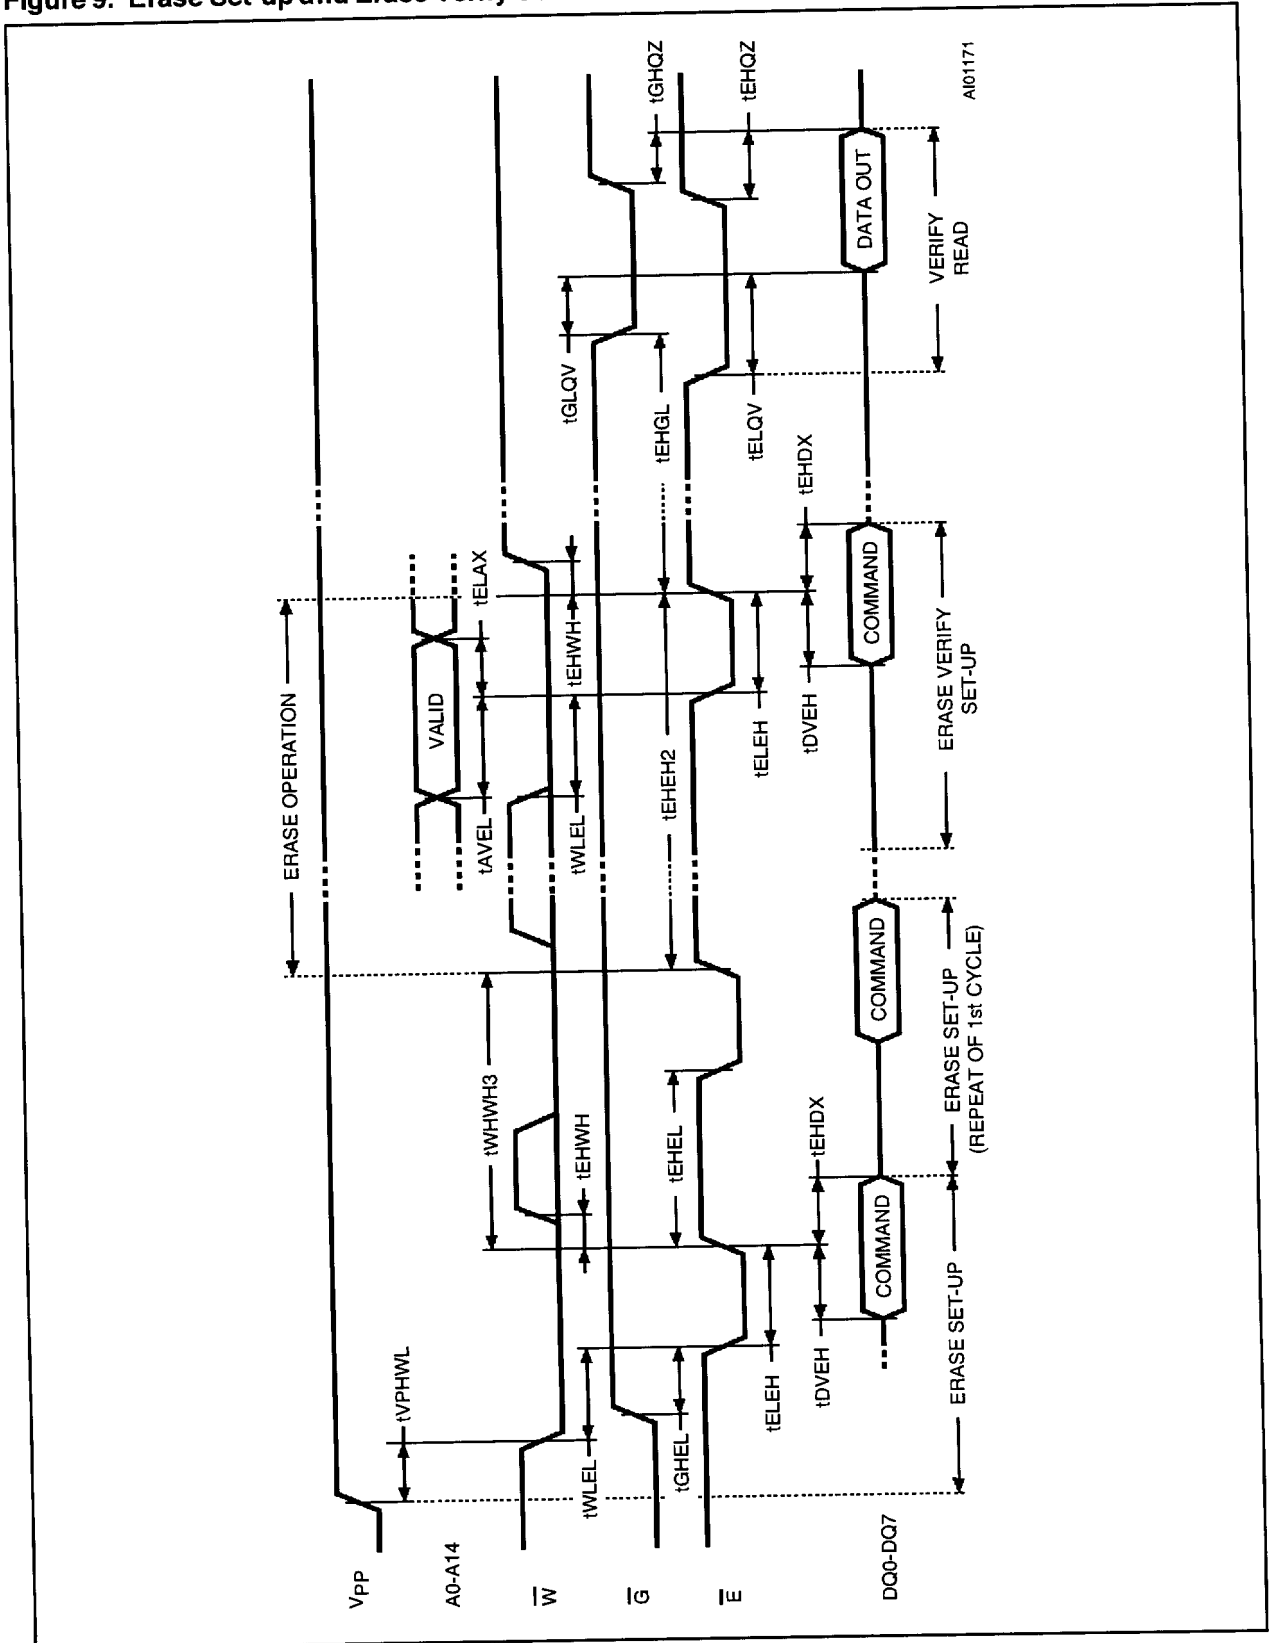 Figure 9. Erase Set-up and Erase Verify
VPP
A0-A14
W
G
E
DQ0-DQ7
tVPHWL
tWLEL
tGHEL
tELEH
tDVEH
COMMAND
ERASE SET-UP
tWHWH3
tEHWH
tEHEL
tEHDX
COMMAND
ERASE SET-UP
(REPEAT OF 1st CYCLE)
ERASE OPERATION
VALID
tAVEL
tELAX
tWLEL
tEHWH
tEHEH2
tELEH
tDVEH
tEHDX
COMMAND
ERASE VERIFY
SET-UP
tGLQV
tEHGL
tELQV
tGHQZ
tEHQZ
DATA OUT
VERIFY
READ
AI01171